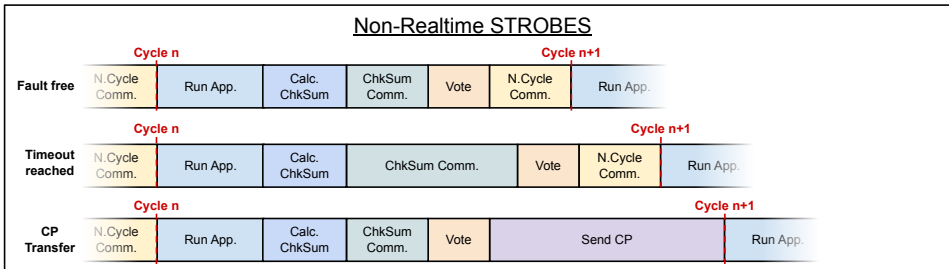 Non-Realtime STROBES
Cycle n
Cycle n+1
Fault free
N.Cycle
Comm.
Run App.
Calc.
ChkSum
ChkSum
Comm.
Vote
N.Cycle
Comm.
Run App.
Cycle n
Cycle n+1
Timeout
reached
N.Cycle
Comm.
Run App.
Calc.
ChkSum
ChkSum Comm.
Vote
N.Cycle
Comm.
Run App.
Cycle n
Cycle n+1
CP
Transfer
N.Cycle
Comm.
Run App.
Calc.
ChkSum
ChkSum
Comm.
Vote
Send CP
Run App.